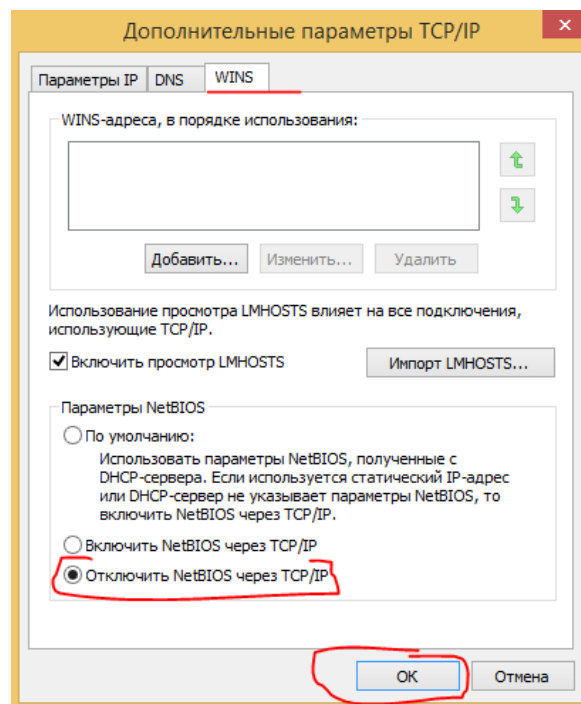 Дополнительные параметры TCP/IP
Параметры IP
DNS
WINS
WINS-адреса, в порядке использования:
Добавить...
Изменить...
Удалить
Использование просмотра LMHOSTS влияет на все подключения,
использующие TCP/IP.
Включить просмотр LMHOSTS
Импорт LMHOSTS...
Параметры NetBIOS
По умолчанию:
Использовать параметры NetBIOS, полученные с
DHCP-сервера. Если используется статический IP-адрес
или DHCP-сервер не указывает параметры NetBIOS, то
включить NetBIOS через TCP/IP.
Включить NetBIOS через TCP/IP
Отключить NetBIOS через TCP/IP
ОК
Отмена